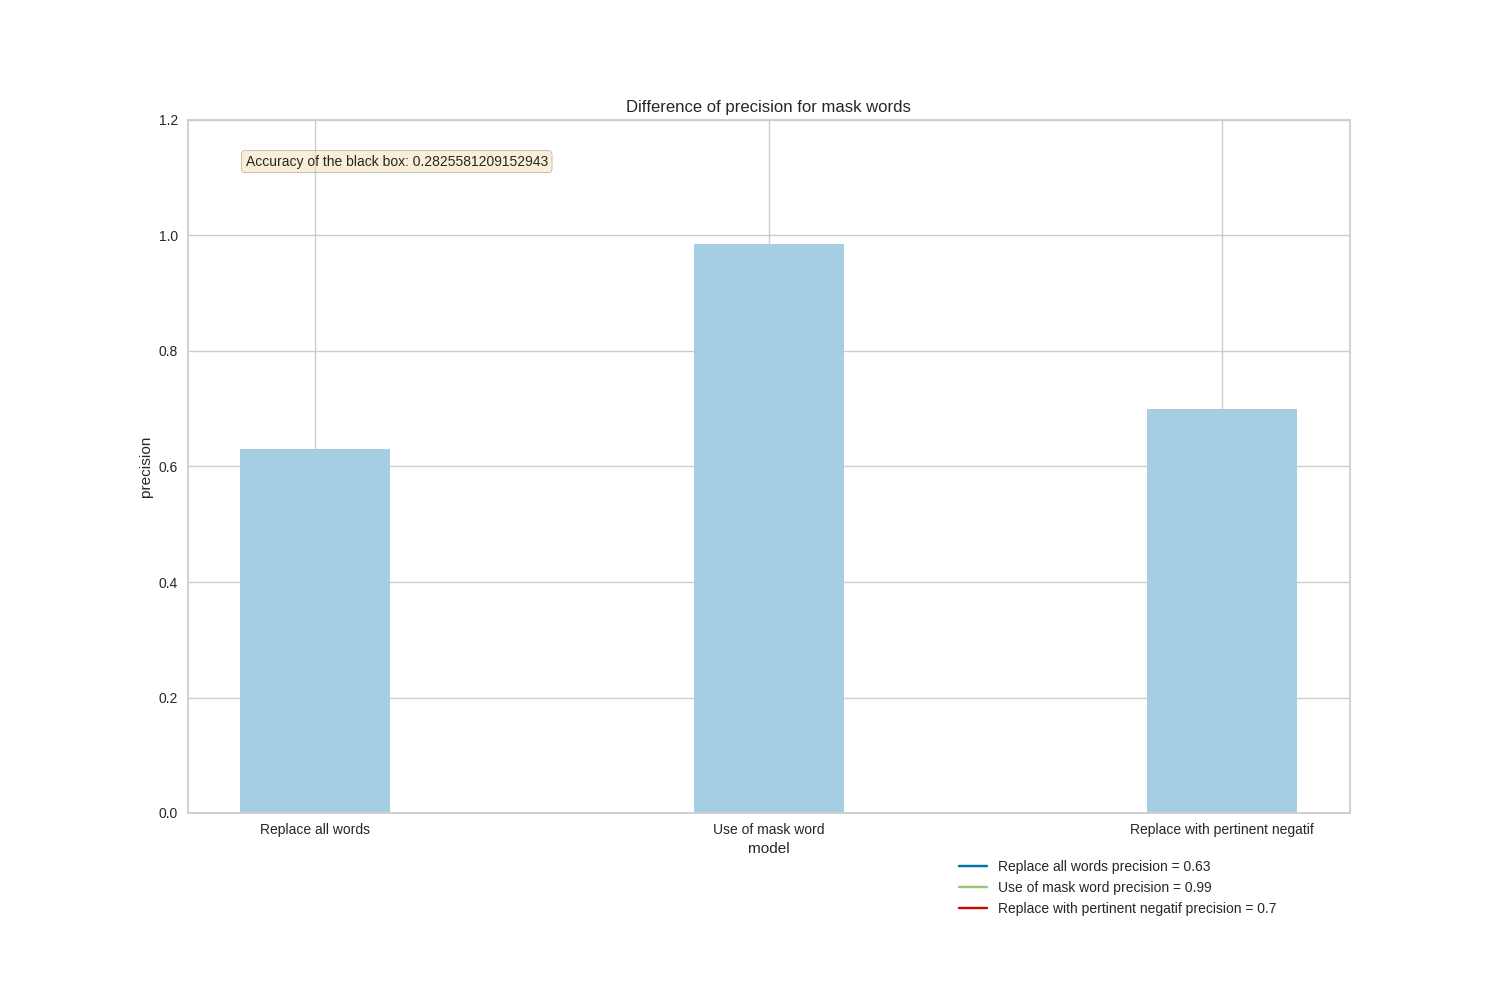 Difference of precision for mask words
1.2
Accuracy of the black box: 0.2825581209152943
1.0
0.8
0.6
0.4
0.2
0.0
precision
Replace all words
Use of mask word
Replace with pertinent negatif
model
Replace all words precision = 0.63
Use of mask word precision = 0.99
Replace with pertinent negatif precision = 0.7